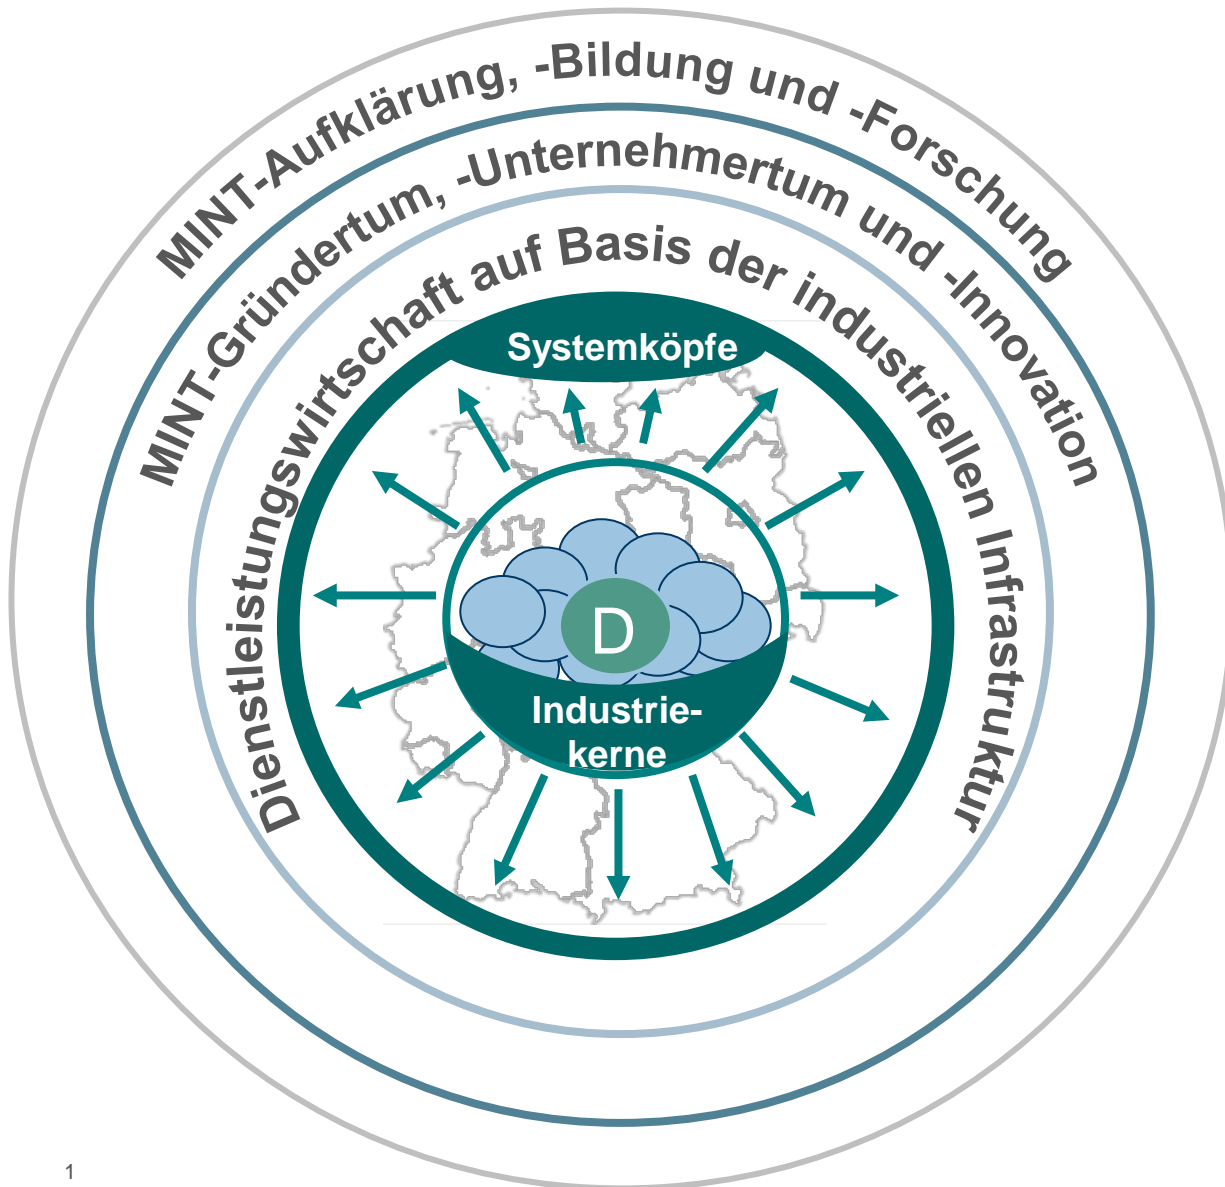 MINT-Aufklärung, -Bildung und -Forschung
MINT-Gründertum, -Unternehmertum und -Innovation
Dienstleistungswirtschaft auf Basis der industriellen Infrastruktur
Systemköpfe
D
Industrie-
kerne
1